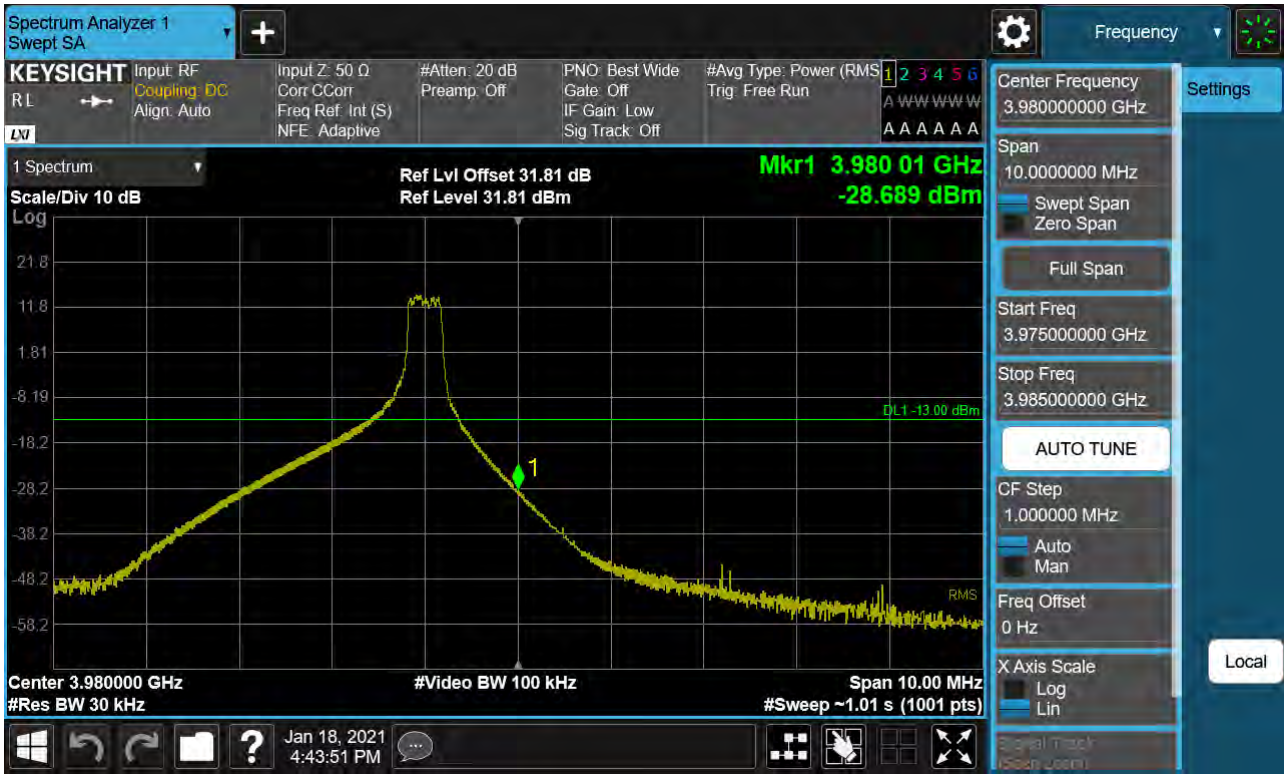 Spectrum Analyzer 1
Swept SA
+
Frequency
KEYSIGHT
RL
LXI
Input: RF
Coupling: DC
Align: Auto
Input Z: 50 Ω
Corr CCorr
Freq Ref: Int (S)
NFE: Adaptive
#Atten: 20 dB
Preamp: Off
PNO: Best Wide
Gate: Off
IF Gain: Low
Sig Track: Off
#Avg Type: Power (RMS
Trig: Free Run
1 2 3 4 5 6
A W W W W W
A A A A A A
1 Spectrum
Scale/Div 10 dB
Log
Ref Lvl Offset 31.81 dB
Ref Level 31.81 dBm
Mkr1 3.980 01 GHz
-28.689 dBm
21.8
11.8
1.81
-8.19
-18.2
-28.2
-38.2
-48.2
-58.2
DL1 -13.00 dBm
1
RMS
Center 3.980000 GHz
#Res BW 30 kHz
#Video BW 100 kHz
Span 10.00 MHz
#Sweep ~1.01 s (1001 pts)
Center Frequency
3.980000000 GHz
Span
10.0000000 MHz
Swept Span
Zero Span
Full Span
Start Freq
3.975000000 GHz
Stop Freq
3.985000000 GHz
AUTO TUNE
CF Step
1.000000 MHz
Auto
Man
Freq Offset
0 Hz
X Axis Scale
Log
Lin
Signal Track
(Span Zoom)
Settings
Local
?
Jan 18, 2021
4:43:51 PM